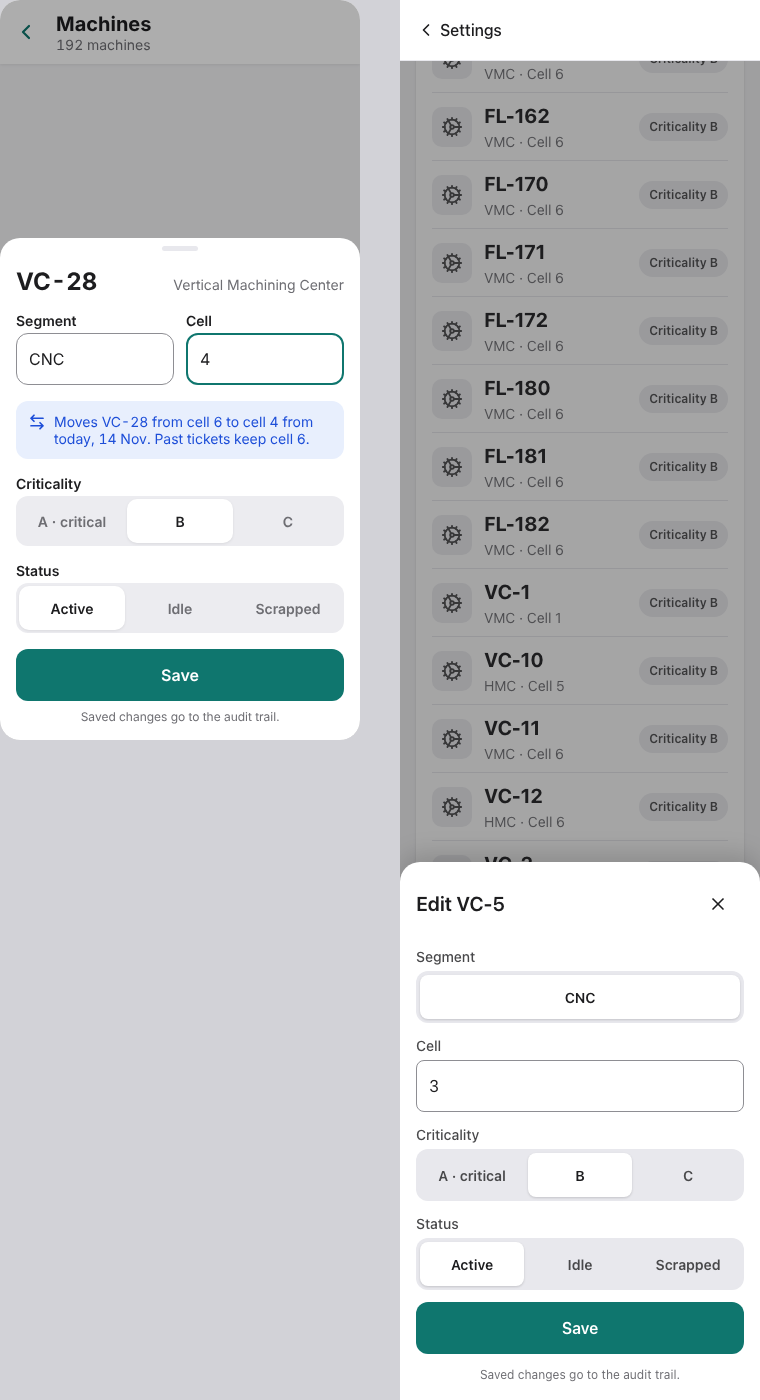 Machines
192 machines
VC-28
Vertical Machining Center
Segment
Cell
CNC
4
Moves VC-28 from cell 6 to cell 4 from
today, 14 Nov. Past tickets keep cell 6.
Criticality
A · critical
B
C
Status
Active
Idle
Scrapped
Save
Saved changes go to the audit trail.
Settings
VMC · Cell 6
Criticality B
FL-162
VMC · Cell 6
Criticality B
FL-170
VMC · Cell 6
Criticality B
FL-171
VMC · Cell 6
Criticality B
FL-172
VMC · Cell 6
Criticality B
FL-180
VMC · Cell 6
Criticality B
FL-181
VMC · Cell 6
Criticality B
FL-182
VMC · Cell 6
Criticality B
VC-1
VMC · Cell 1
Criticality B
VC-10
HMC · Cell 5
Criticality B
VC-11
VMC · Cell 6
Criticality B
VC-12
HMC · Cell 6
Criticality B
Edit VC-5
Segment
CNC
Cell
3
Criticality
A · critical
B
C
Status
Active
Idle
Scrapped
Save
Saved changes go to the audit trail.